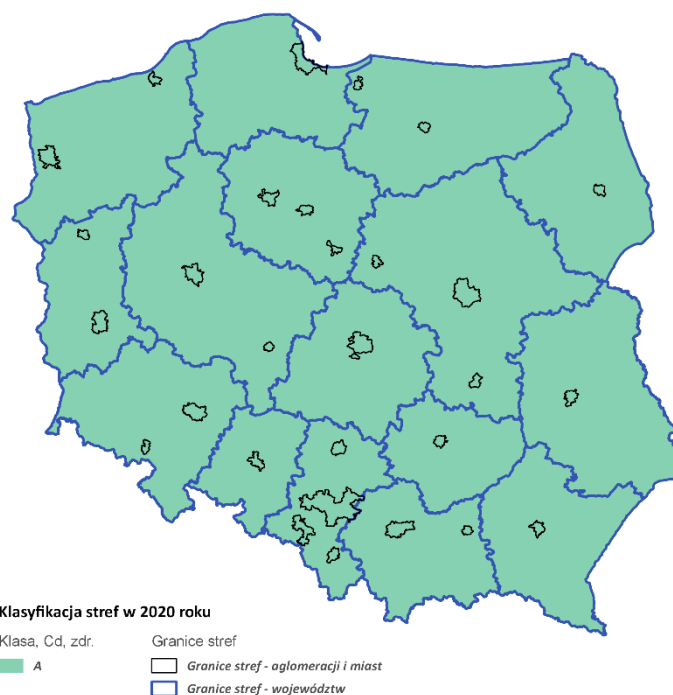 Klasyfikacja stref w 2020 roku
Klasa, Cd, zdr.
A
Granice stref
Granice stref - aglomeracji i miast
Granice stref - województw